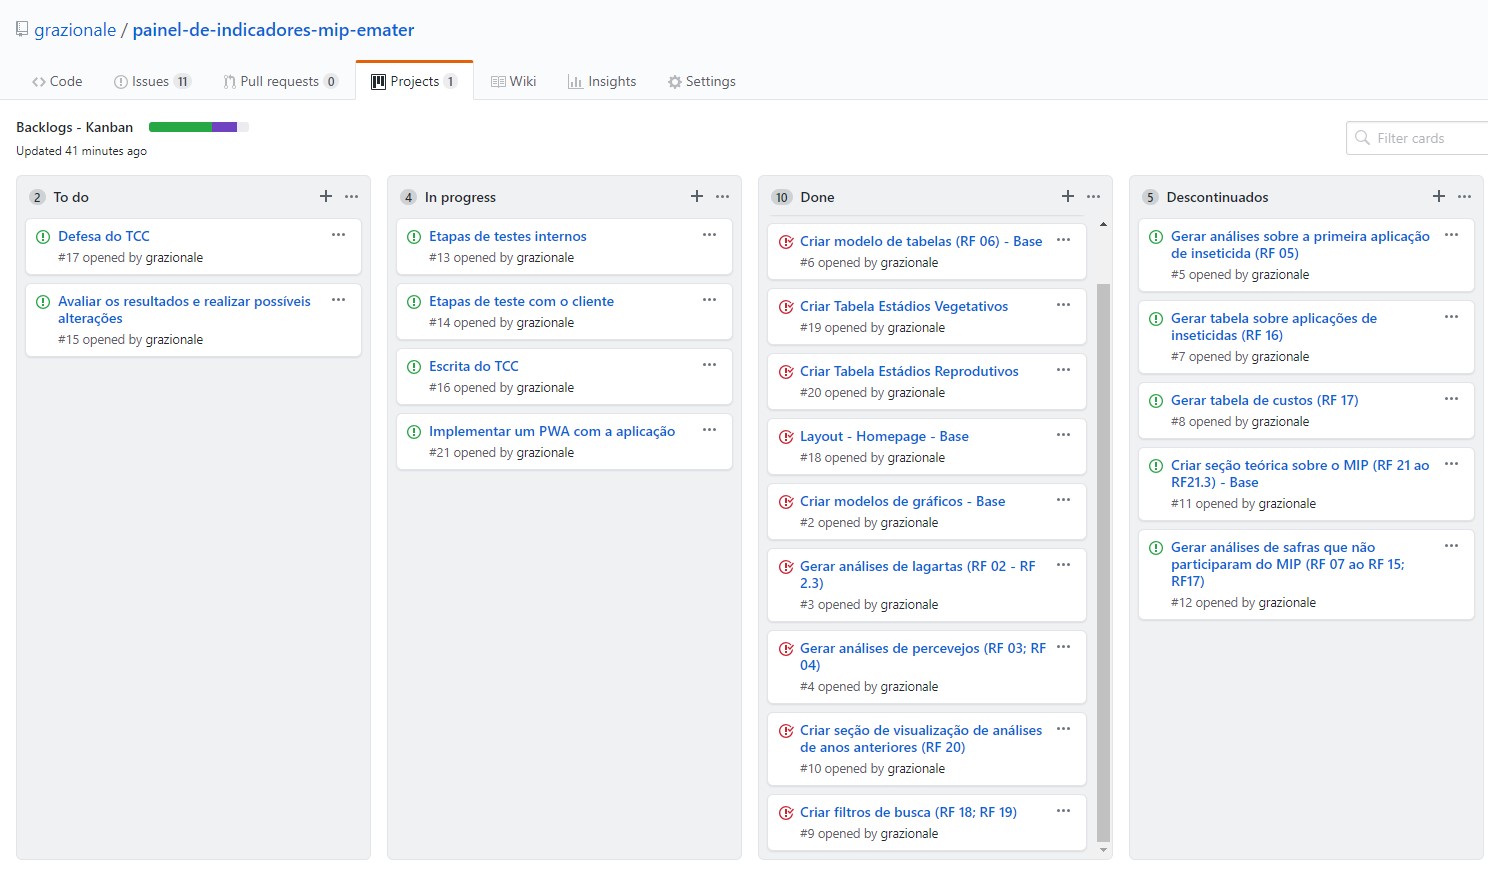 grazionale / painel-de-indicadores-mip-emater
Code Issues 11 Pull requests 0 Projects 1 Wiki Insights Settings
Backlogs - Kanban
Updated 41 minutes ago
Filter cards
2 To do
Defesa do TCC
#17 opened by grazionale
Avaliar os resultados e realizar possíveis
alterações
#15 opened by grazionale
4 In progress
Etapas de testes internos
#13 opened by grazionale
Etapas de teste com o cliente
#14 opened by grazionale
Escrita do TCC
#16 opened by grazionale
Implementar um PWA com a aplicação
#21 opened by grazionale
10 Done
Criar modelo de tabelas (RF 06) - Base
#6 opened by grazionale
Criar Tabela Estádios Vegetativos
#19 opened by grazionale
Criar Tabela Estádios Reprodutivos
#20 opened by grazionale
Layout - Homepage - Base
#18 opened by grazionale
Criar modelos de gráficos - Base
#2 opened by grazionale
Gerar análises de lagartas (RF 02 - RF
2.3)
#3 opened by grazionale
Gerar análises de percevejos (RF 03; RF
04)
#4 opened by grazionale
Criar seção de visualização de análises
de anos anteriores (RF 20)
#10 opened by grazionale
Criar filtros de busca (RF 18; RF 19)
#9 opened by grazionale
5 Descontinuados
Gerar análises sobre a primeira aplicação
de inseticida (RF 05)
#5 opened by grazionale
Gerar tabela sobre aplicações de
inseticidas (RF 16)
#7 opened by grazionale
Gerar tabela de custos (RF 17)
#8 opened by grazionale
Criar seção teórica sobre o MIP (RF 21 ao
RF21.3) - Base
#11 opened by grazionale
Gerar análises de safras que não
participaram do MIP (RF 07 ao RF 15;
RF17)
#12 opened by grazionale